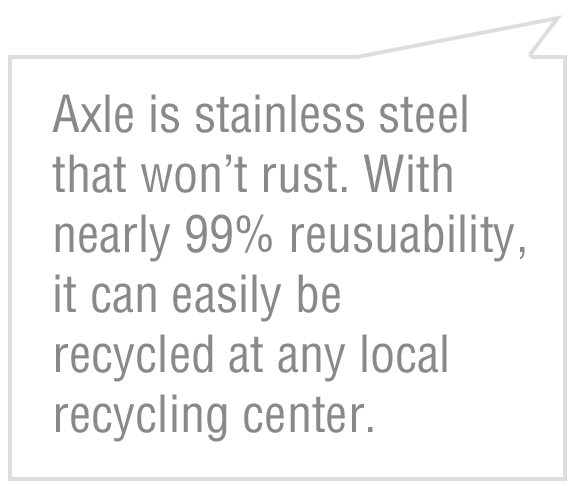 Axle is stainless steel
that won’t rust. With
nearly 99% reusuability,
it can easily be
recycled at any local
recycling center.